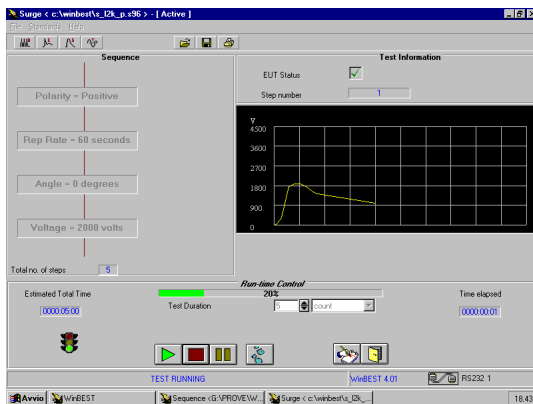 Surge < c:\winbest\s_l2k_p.s96 > - [ Active ]
File Standards Help
Sequence
Polarity = Positive
Rep Rate = 60 seconds
Angle = 0 degrees
Voltage = 2000 volts
Total no. of steps 5
Test Information
EUT Status
Step number 1
V
4500
3600
2700
1800
900
0
Run-time Control
Estimated Total Time
0000:05:00
20%
Test Duration 5 count
Time elapsed
0000:00:01
TEST RUNNING WinBEST 4.01 RS232 1
Avvio WinBEST Sequence <G:\PROVE\W... Surge < c:\winbest\s_l2k_... 18.43